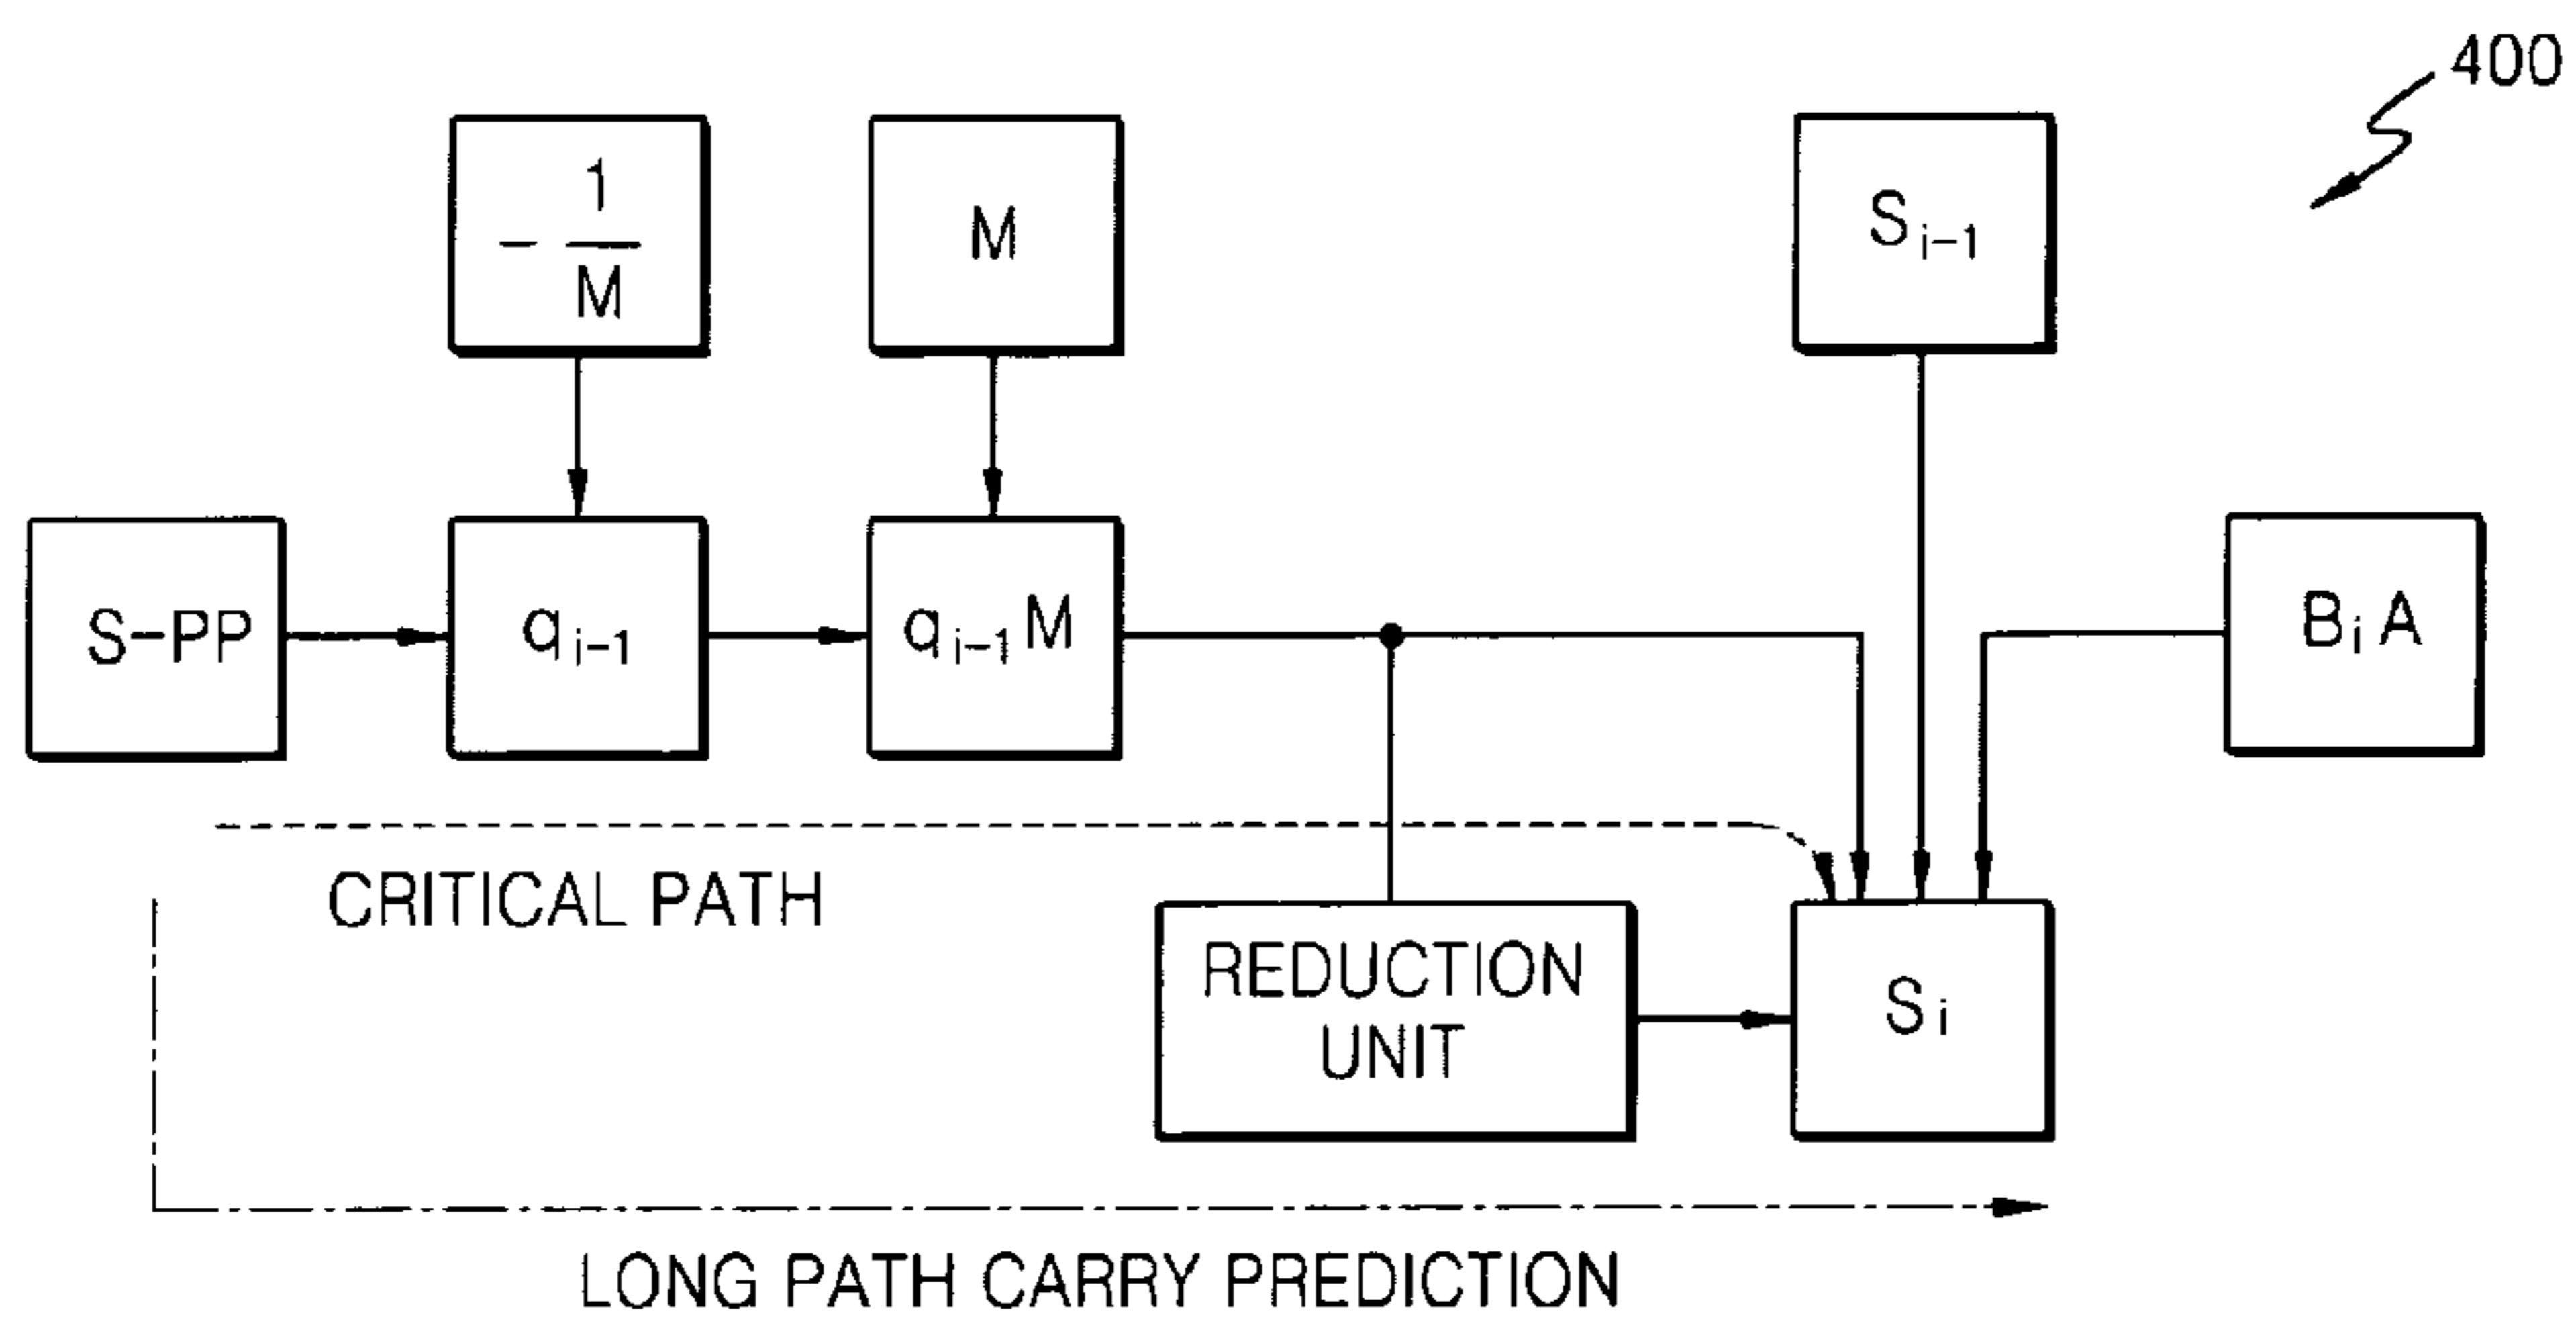 400
- 1/M
M
S i-1
S-PP
q i-1
q i-1 M
B i A
CRITICAL PATH
REDUCTION
UNIT
S i
LONG PATH CARRY PREDICTION